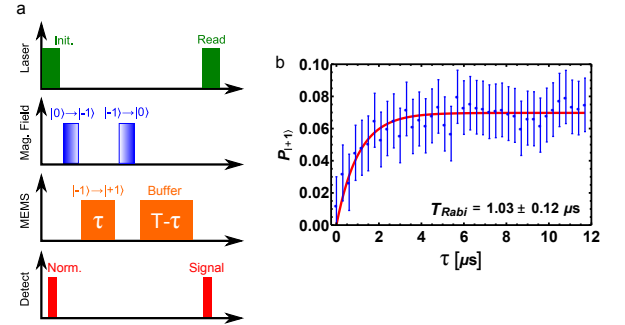 a
Laser
Init.
Read
Mag. Field
|0⟩→|-1⟩
|-1⟩→|0⟩
MEMS
|-1⟩→|+1⟩
Buffer
τ
T-τ
Detect
Norm.
Signal
b
P|+1⟩
0.10
0.08
0.06
0.04
0.02
0.00
T Rabi = 1.03 ± 0.12 μs
0 2 4 6 8 10 12
τ [μs]